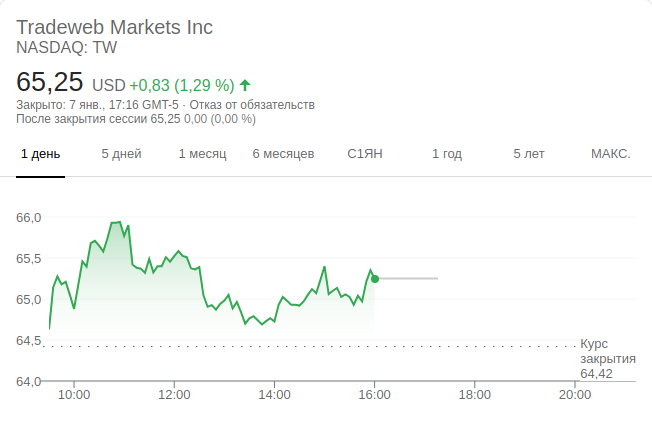 Tradeweb Markets Inc
NASDAQ: TW
65,25 USD +0,83 (1,29 %)
Закрыто: 7 янв., 17:16 GMT-5 · Отказ от обязательств
После закрытия сессии 65,25 0,00 (0,00 %)
1 день 5 дней 1 месяц 6 месяцев С1ЯН 1 год 5 лет МАКС.
66,0
65,5
65,0
64,5
Курс
закрытия
64,42
64,0
10:00 12:00 14:00 16:00 18:00 20:00